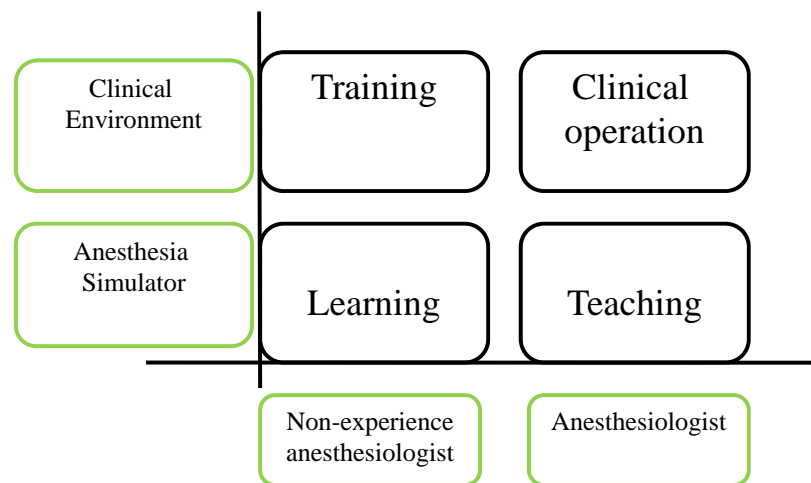 Clinical
Environment
Training
Clinical
operation
Anesthesia
Simulator
Learning
Teaching
Non-experience
anesthesiologist
Anesthesiologist